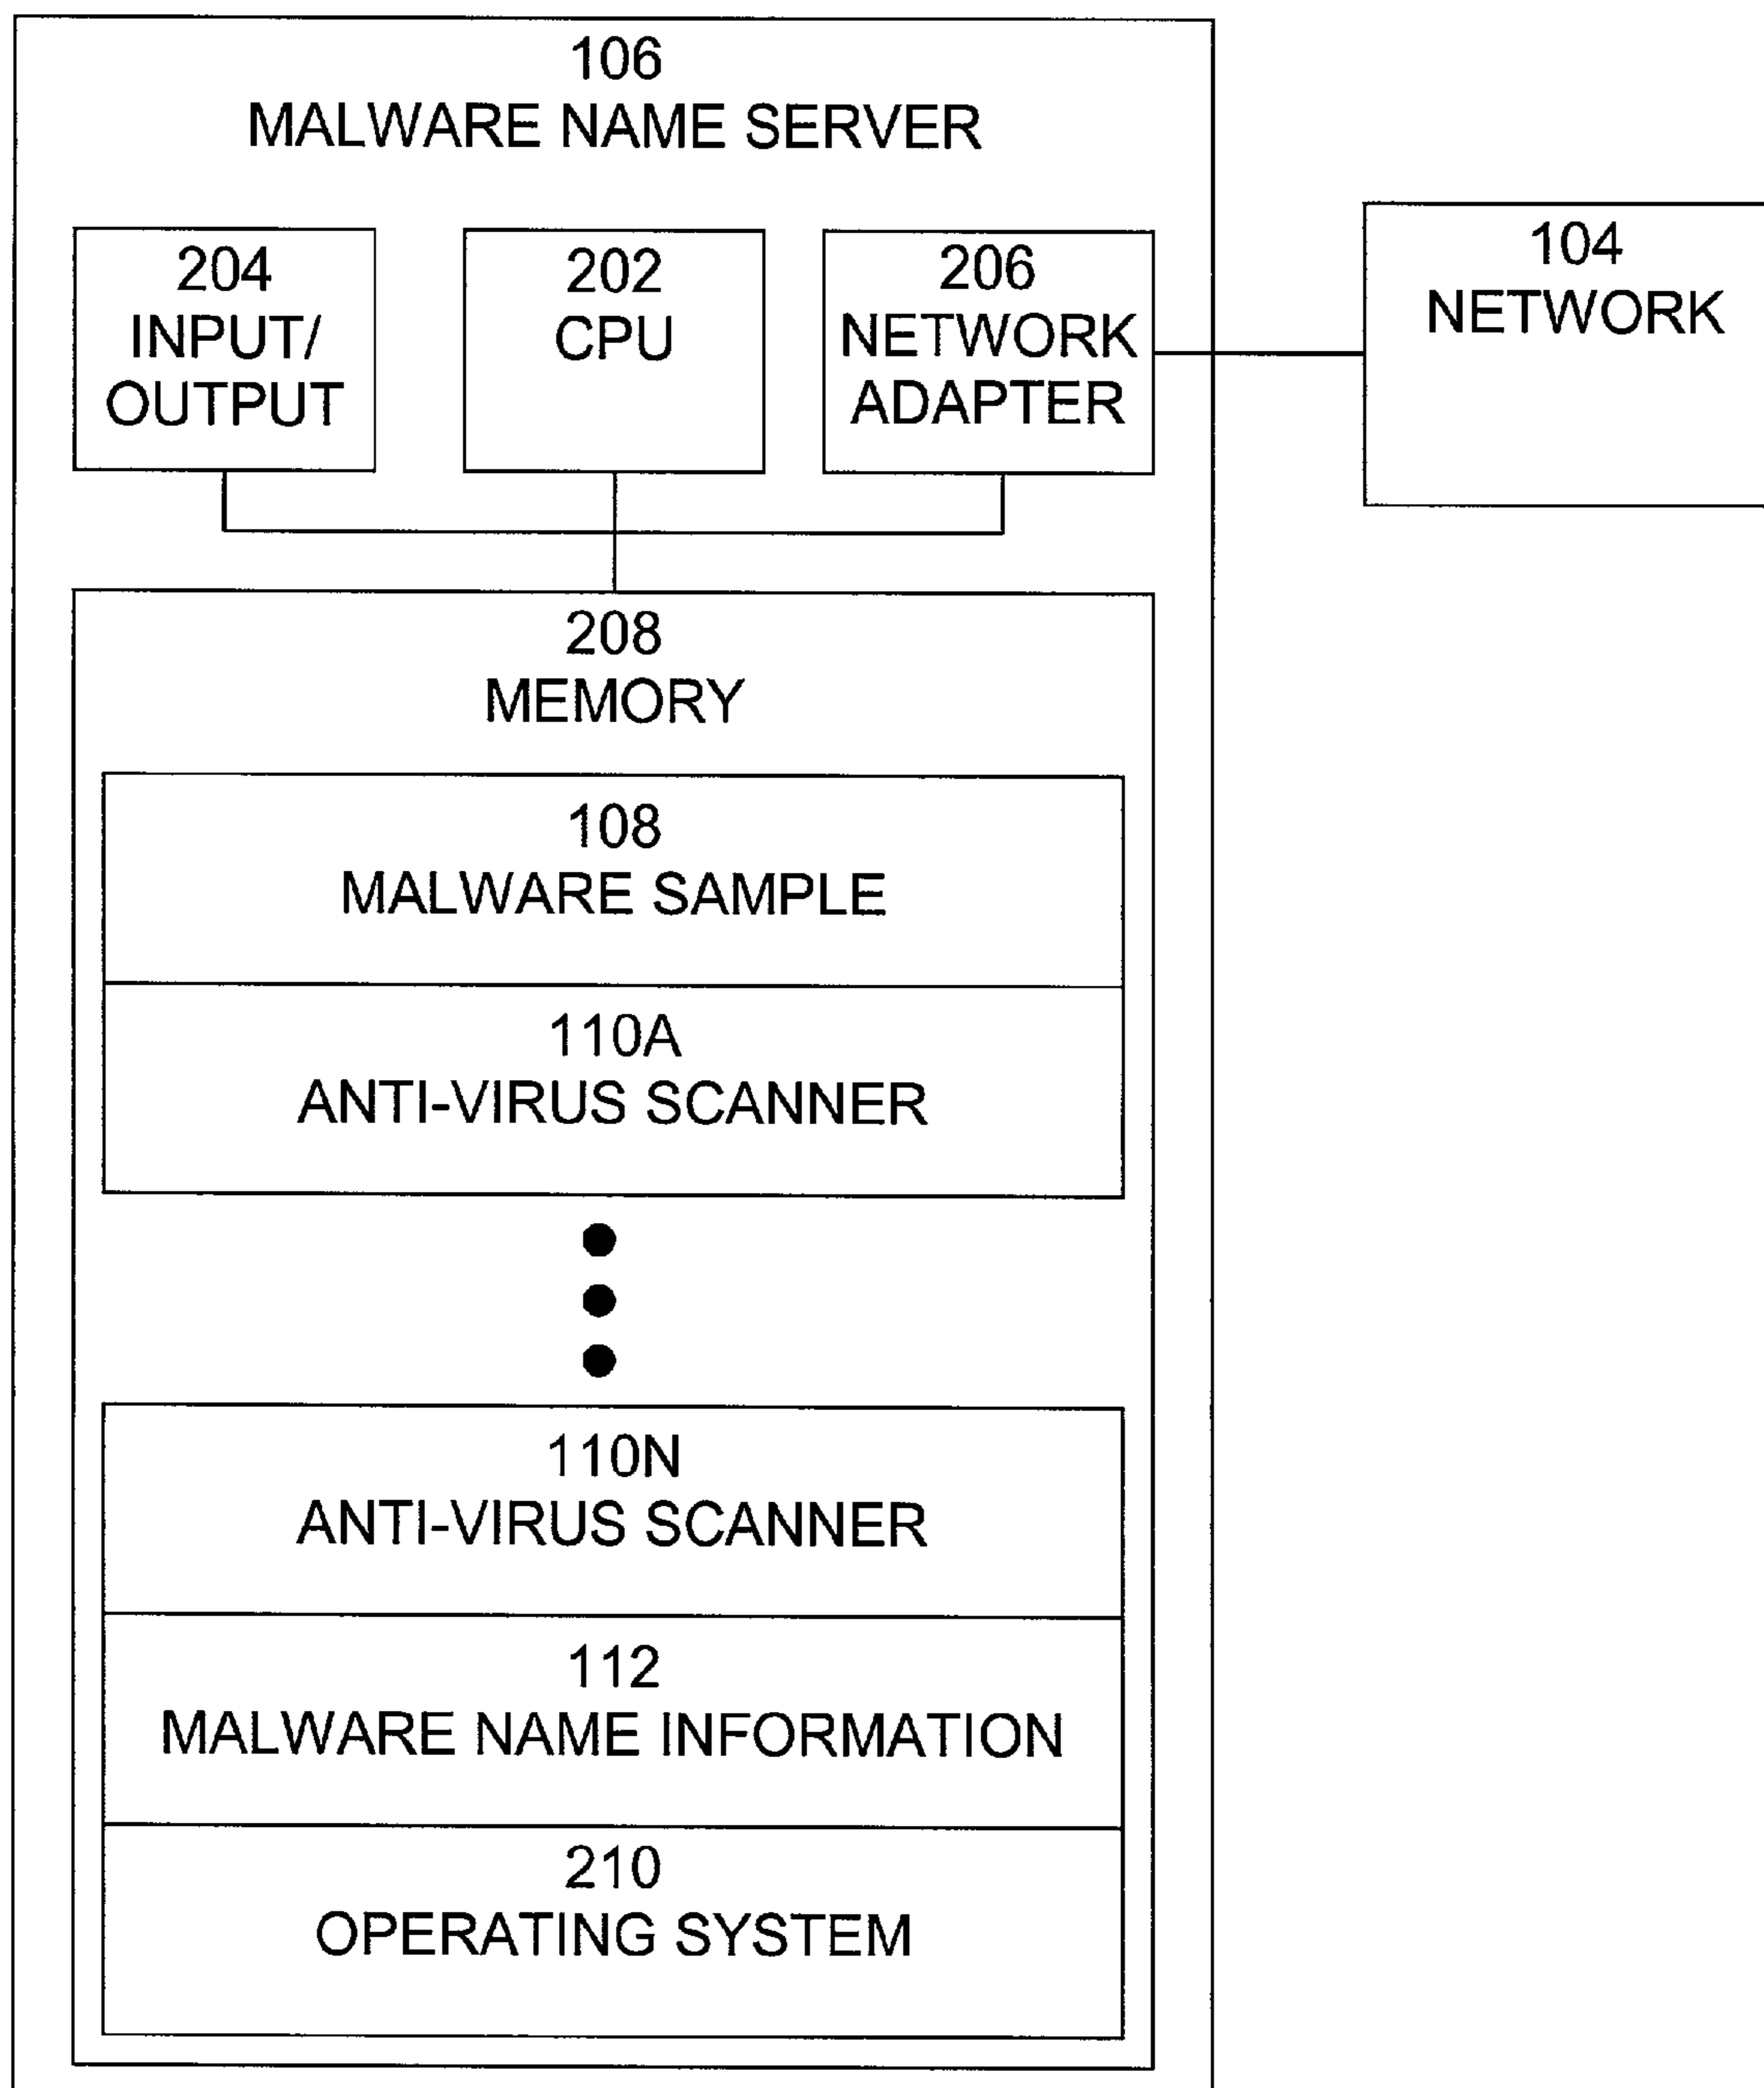 106
MALWARE NAME SERVER
204
INPUT/
OUTPUT
202
CPU
206
NETWORK
ADAPTER
104
NETWORK
208
MEMORY
108
MALWARE SAMPLE
110A
ANTI-VIRUS SCANNER
110N
ANTI-VIRUS SCANNER
112
MALWARE NAME INFORMATION
210
OPERATING SYSTEM